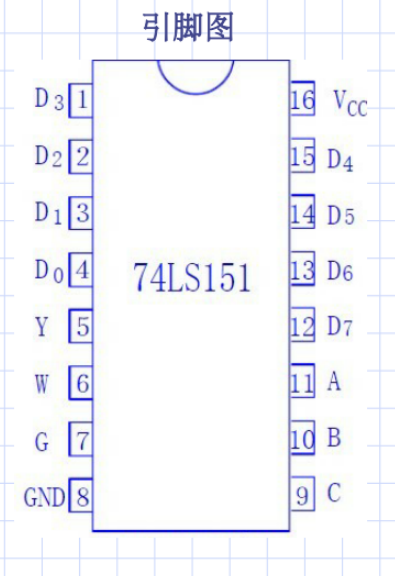 引脚图
D3 1 16 VCC
D2 2 15 D4
D1 3 14 D5
D0 4 74LS151 13 D6
Y 5 12 D7
W 6 11 A
G 7 10 B
GND 8 9 C